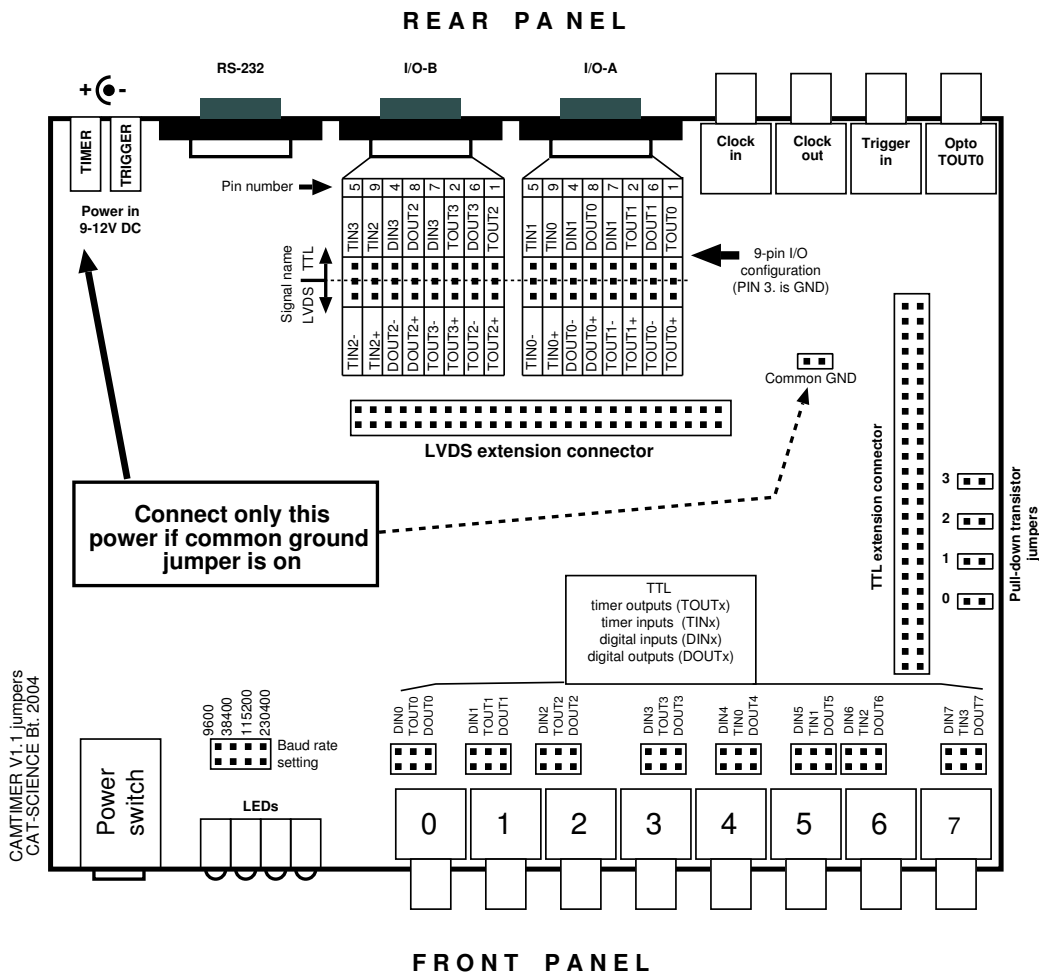 REAR PANEL
RS-232
I/O-B
I/O-A
+ -
TIMER
TRIGGER
Power in
9-12V DC
Clock
in
Clock
out
Trigger
in
Opto
TOUT0
Pin number
5 9 4 8 7 2 6 1
5 9 4 8 7 2 6 1
Signal name
LVDS TTL
TIN3 TIN2 DIN3 DOUT2 DIN3 TOUT3 DOUT3 TOUT2
TIN1 TIN0 DIN1 DOUT0 DIN1 TOUT1 DOUT1 TOUT0
TIN2- TIN2+ DOUT2- DOUT2+ TOUT3- TOUT3+ TOUT2- TOUT2+
TIN0- TIN0+ DOUT0- DOUT0+ TOUT1- TOUT1+ TOUT0- TOUT0+
9-pin I/O
configuration
(PIN 3. is GND)
Common GND
LVDS extension connector
TTL extension connector
3
2
1
0
Pull-down transistor
jumpers
Connect only this
power if common ground
jumper is on
TTL
timer outputs (TOUTx)
timer inputs (TINx)
digital inputs (DINx)
digital outputs (DOUTx)
CAMTIMER V1.1 jumpers
CAT-SCIENCE Bt. 2004
9600
38400
115200
230400
Baud rate
setting
DIN0 TOUT0 DOUT0
DIN1 TOUT1 DOUT1
DIN2 TOUT2 DOUT2
DIN3 TOUT3 DOUT3
DIN4 TIN0 DOUT4
DIN5 TIN1 DOUT5
DIN6 TIN2 DOUT6
DIN7 TIN3 DOUT7
Power
switch
LEDs
0 1 2 3 4 5 6 7
FRONT PANEL